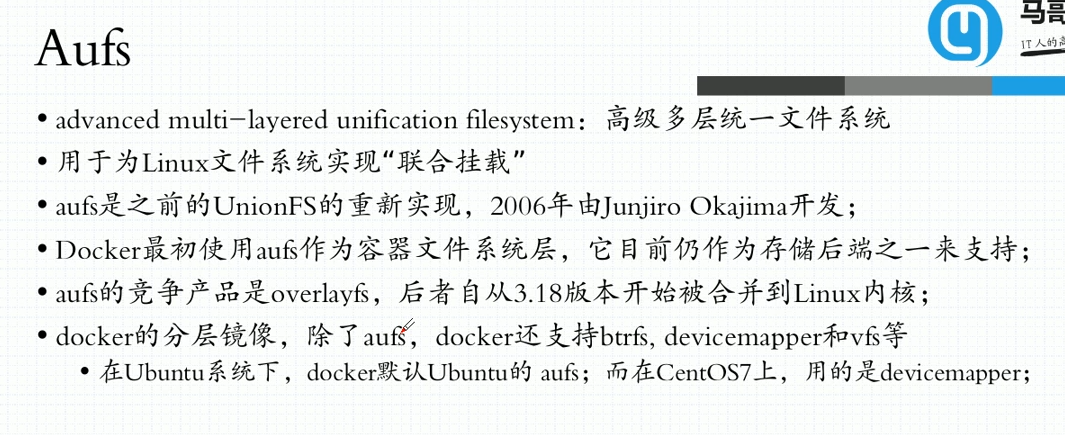 马哥
IT人的高
Aufs
• advanced multi-layered unification filesystem：高级多层统一文件系统
• 用于为Linux文件系统实现“联合挂载”
• aufs是之前的UnionFS的重新实现，2006年由Junjiro Okajima开发；
• Docker最初使用aufs作为容器文件系统层，它目前仍作为存储后端之一来支持；
• aufs的竞争产品是overlayfs，后者自从3.18版本开始被合并到Linux内核；
• docker的分层镜像，除了aufs，docker还支持btrfs, devicemapper和vfs等
• 在Ubuntu系统下，docker默认Ubuntu的 aufs；而在CentOS7上，用的是devicemapper；